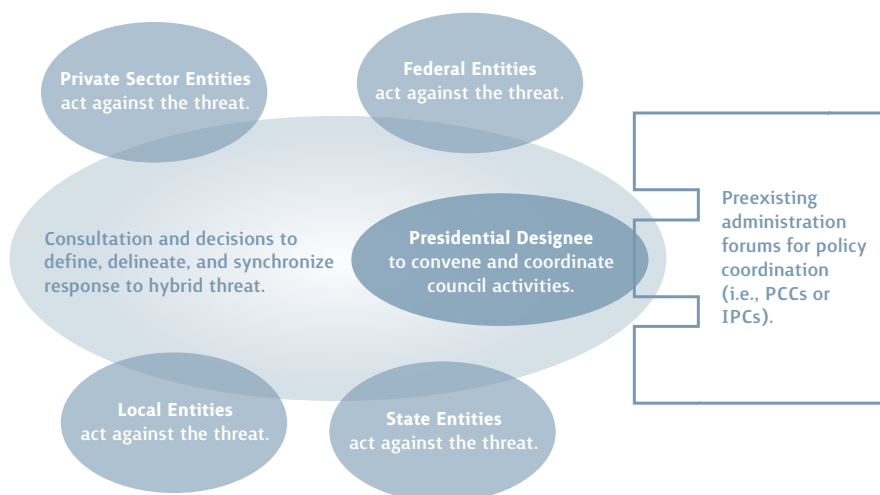 Private Sector Entities
act against the threat.
Federal Entities
act against the threat.
Consultation and decisions to
define, delineate, and synchronize
response to hybrid threat.
Presidential Designee
to convene and coordinate
council activities.
Preexisting
administration
forums for policy
coordination
(i.e., PCCs or
IPCs).
Local Entities
act against the threat.
State Entities
act against the threat.